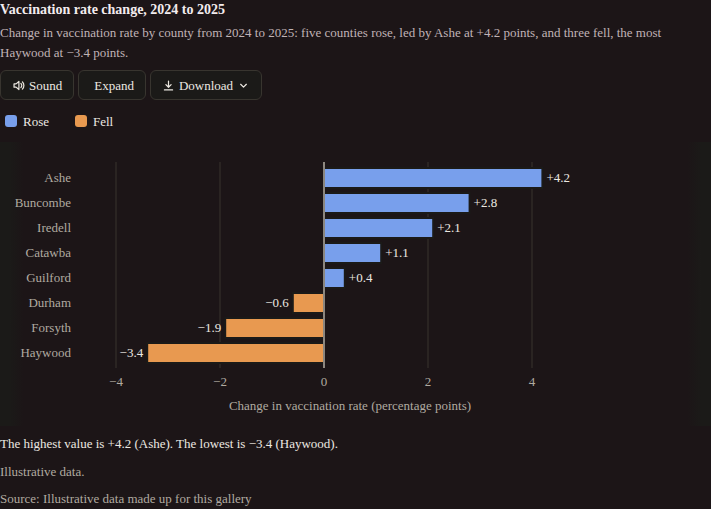 Vaccination rate change, 2024 to 2025
Change in vaccination rate by county from 2024 to 2025: five counties rose, led by Ashe at +4.2 points, and three fell, the most
Haywood at −3.4 points.
Sound Expand Download
Rose Fell
Ashe +4.2
Buncombe +2.8
Iredell +2.1
Catawba +1.1
Guilford +0.4
Durham −0.6
Forsyth −1.9
Haywood −3.4
−4 −2 0 2 4
Change in vaccination rate (percentage points)
The highest value is +4.2 (Ashe). The lowest is −3.4 (Haywood).
Illustrative data.
Source: Illustrative data made up for this gallery